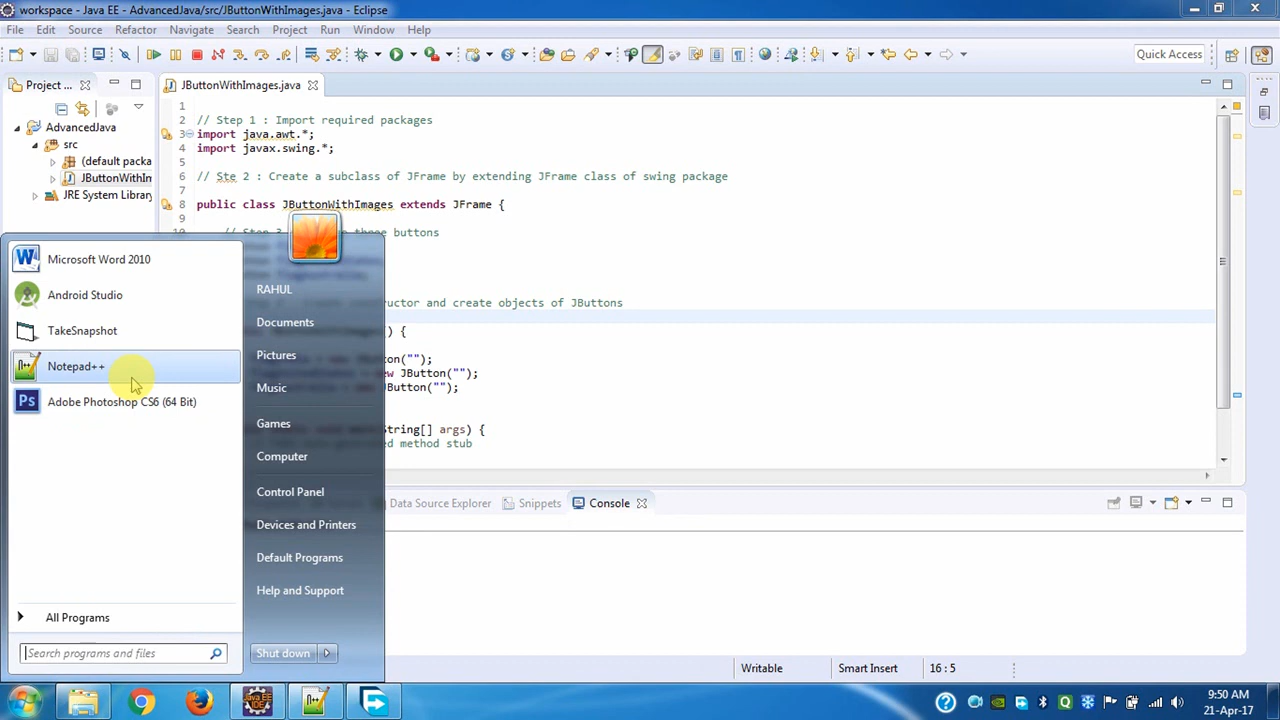 workspace - Java EE - AdvancedJava/src/JButtonWithImages.java - Eclipse
File Edit Source Refactor Navigate Search Project Run Window Help
Quick Access
Project ...
JButtonWithImages.java
AdvancedJava
src
(default packa
JButtonWithIm
JRE System Library
1
2 // Step 1 : Import required packages
3 import java.awt.*;
4 import javax.swing.*;
5
6 // Ste 2 : Create a subclass of JFrame by extending JFrame class of swing package
7
8 public class JButtonWithImages extends JFrame {
9
three buttons
uctor and create objects of JButtons
) {
JButton("");
= new JButton("");
Button("");
String[] args) {
method stub
Microsoft Word 2010
Android Studio
TakeSnapshot
Notepad++
Ps Adobe Photoshop CS6 (64 Bit)
All Programs
Search programs and files
RAHUL
Documents
Pictures
Music
Games
Computer
Control Panel
Devices and Printers
Default Programs
Help and Support
Shut down
Data Source Explorer Snippets Console
Writable Smart Insert 16 : 5
9:50 AM
21-Apr-17